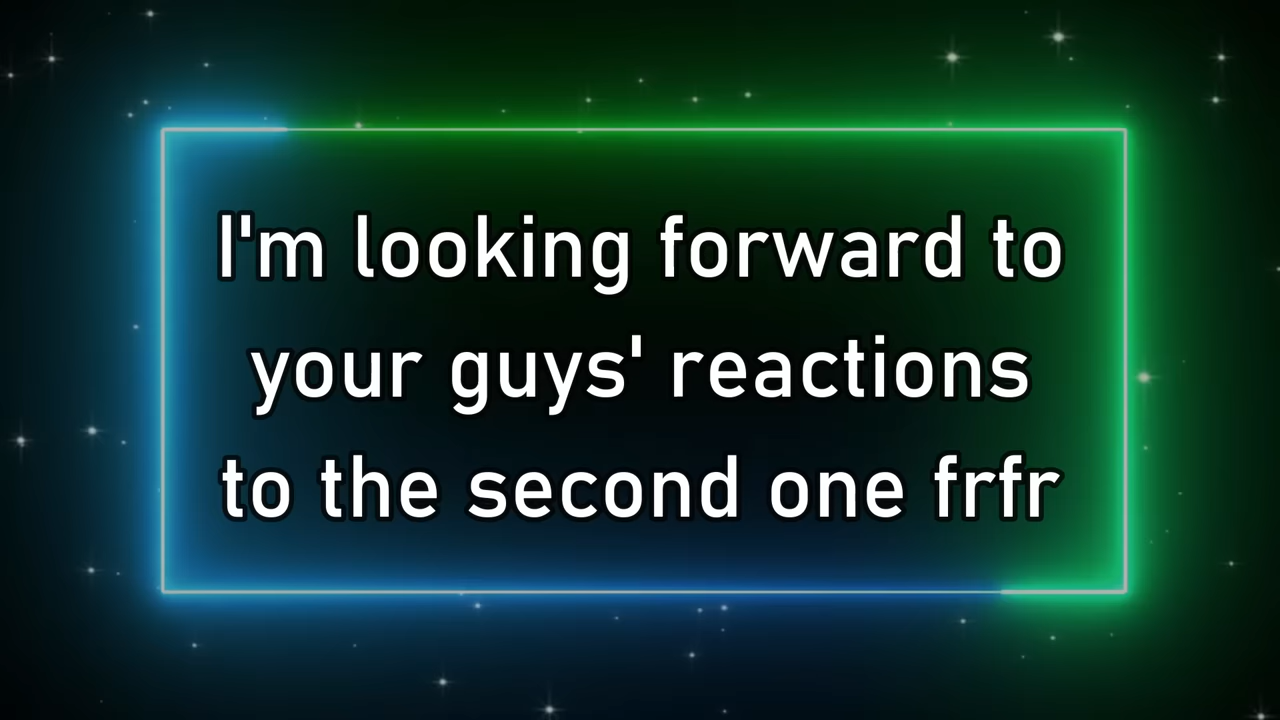 I'm looking forward to
your guys' reactions
to the second one frfr